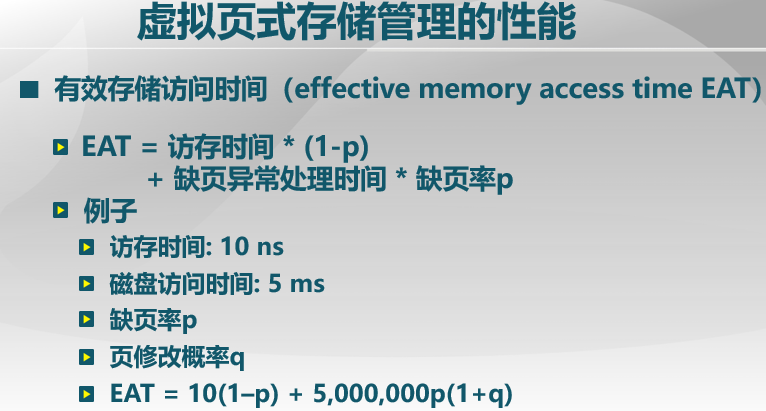 虚拟页式存储管理的性能
有效存储访问时间（effective memory access time EAT）
EAT = 访存时间 * (1-p)
+ 缺页异常处理时间 * 缺页率p
例子
访存时间: 10 ns
磁盘访问时间: 5 ms
缺页率p
页修改概率q
EAT = 10(1–p) + 5,000,000p(1+q)